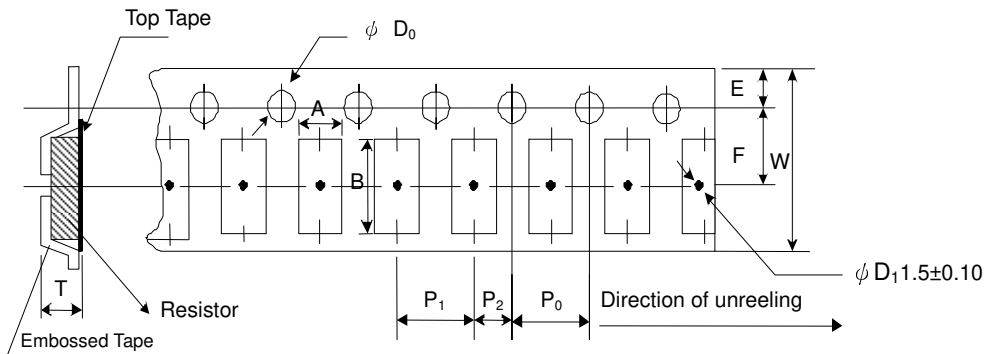 Top Tape
ψ D₀
E
A
F
W
B
ψ D₁ 1.5±0.10
T
P₁
P₂
P₀
Direction of unreeling
Resistor
Embossed Tape